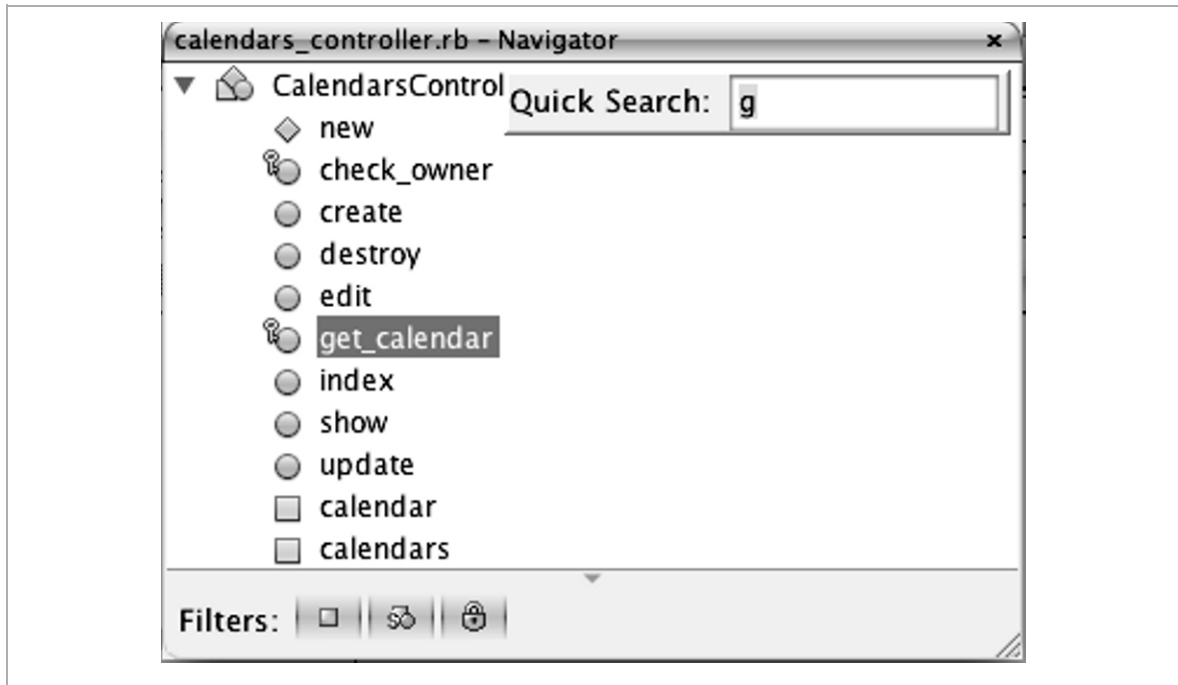 calendars_controller.rb – Navigator
CalendarsControl
Quick Search: g
new
check_owner
create
destroy
edit
get_calendar
index
show
update
calendar
calendars
Filters: